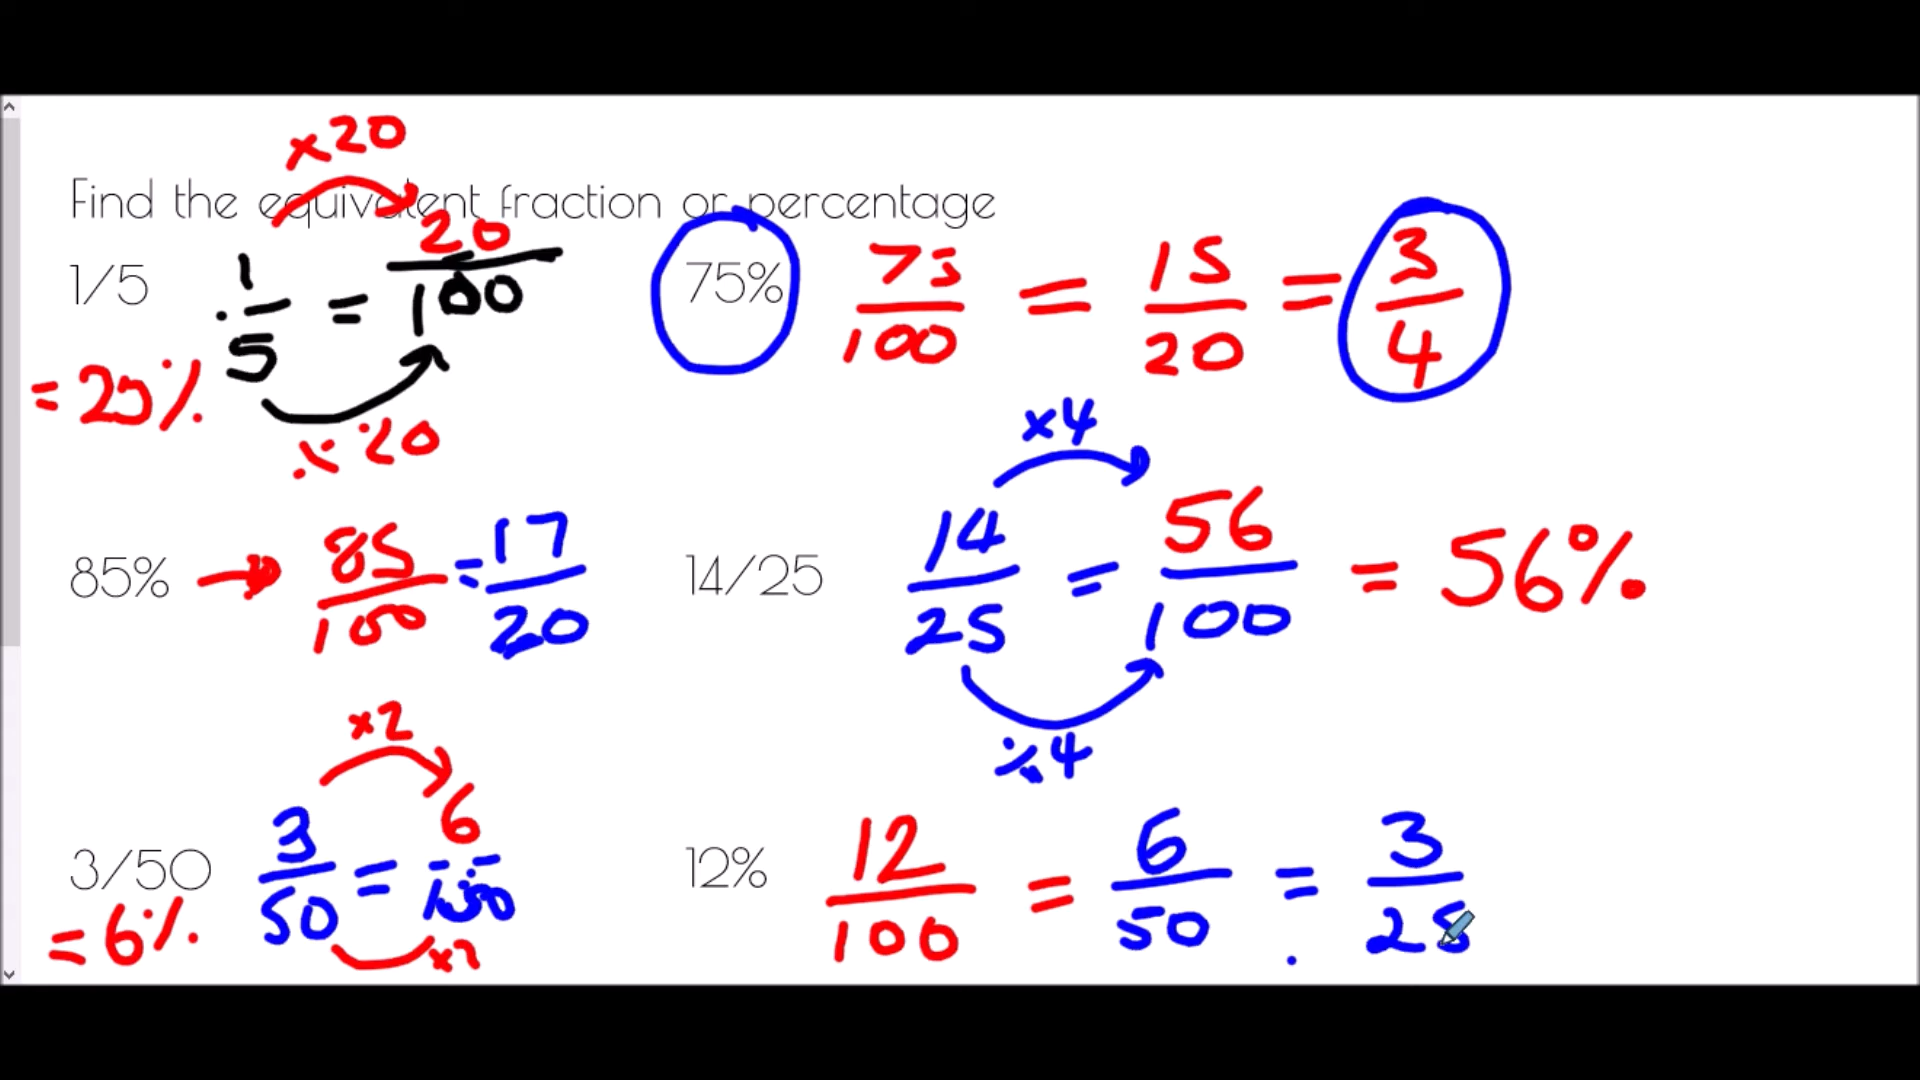 ×20
Find the equivalent fraction or percentage
1/5 1/5 = 20/100
= 20%
×20
75% 75/100 = 15/20 = 3/4
85% → 85/100 = 17/20
×4
14/25 14/25 = 56/100 = 56%
×4
×2
3/50 3/50 = 6/100
= 6%
×2
12% 12/100 = 6/50 = 3/25